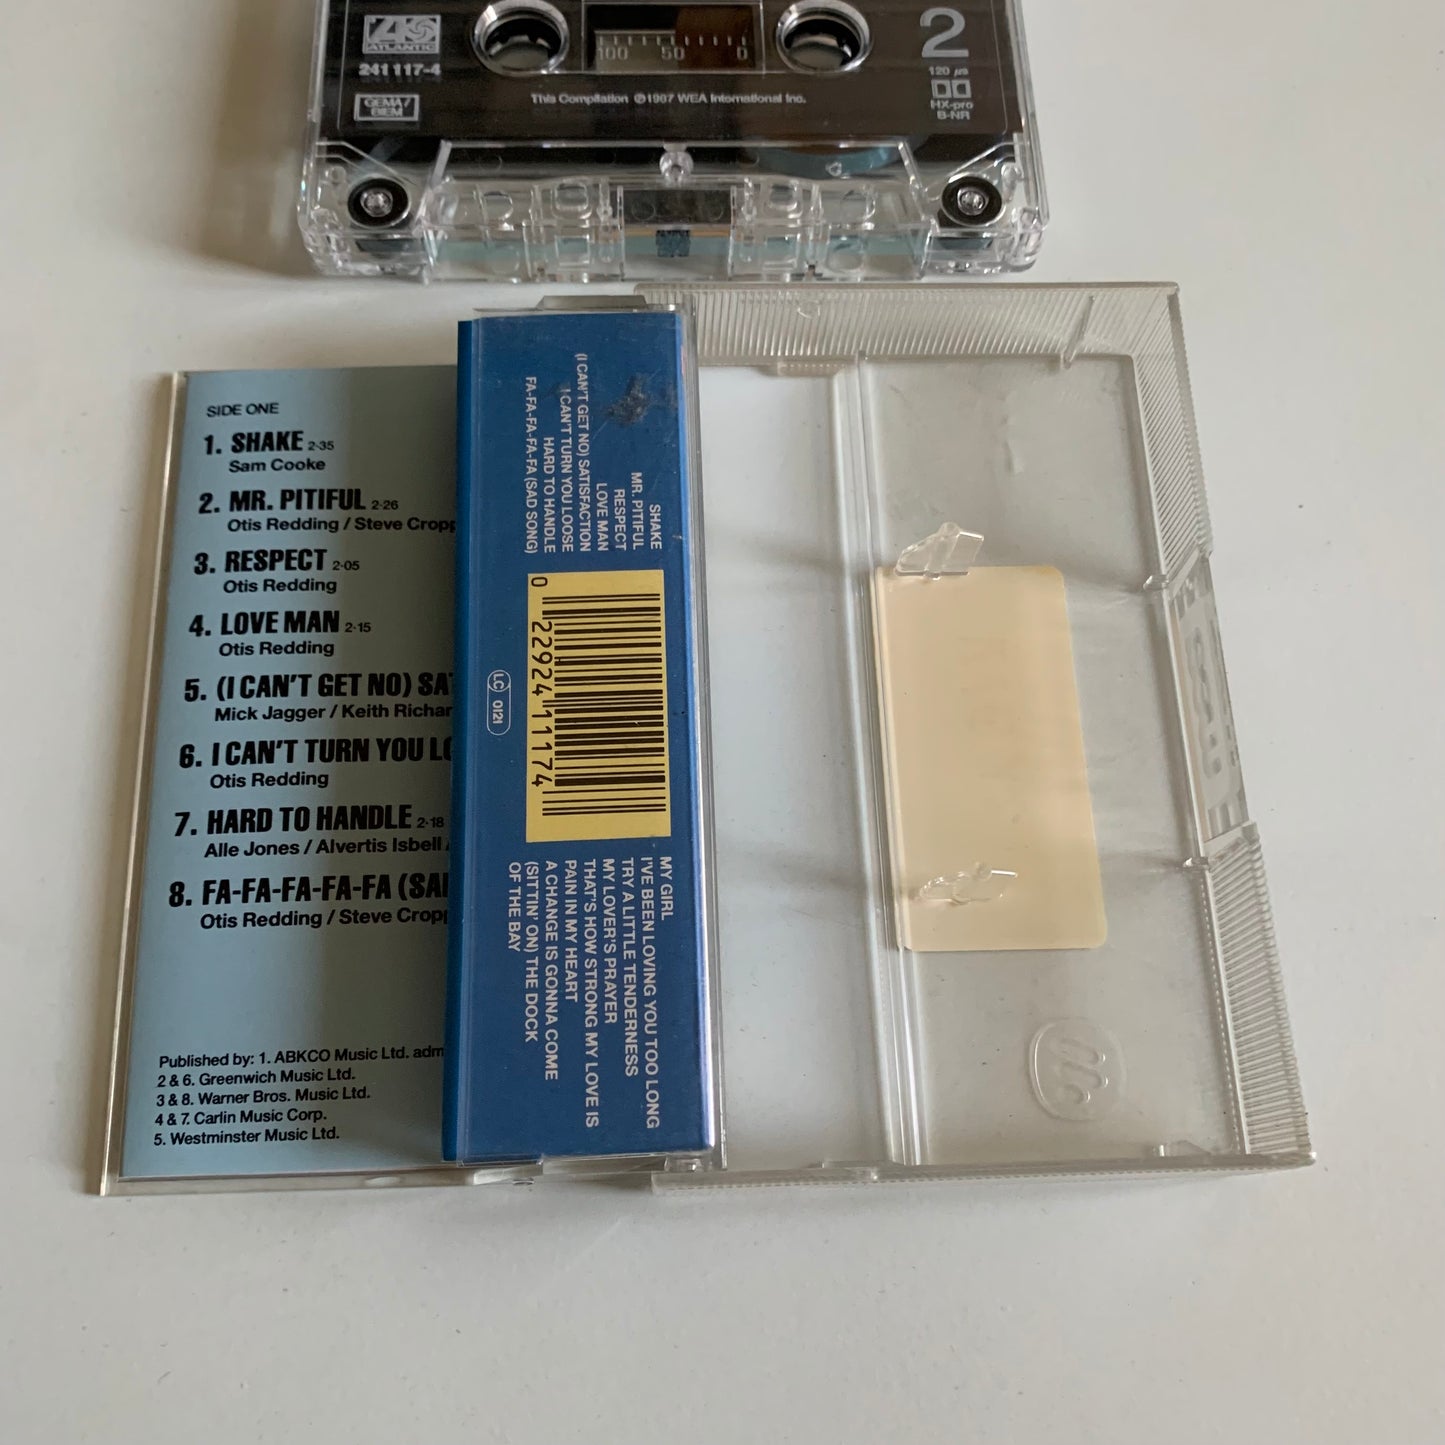 ATLANTIC
241 117-4
GEMA/
BIEM
100 50 0
2
120 µs
HX-pro
B-NR
This Compilation ℗1987 WEA International Inc.
SIDE ONE
1. SHAKE 2·35
Sam Cooke
2. MR. PITIFUL 2·26
Otis Redding / Steve Cropp
3. RESPECT 2·05
Otis Redding
4. LOVE MAN 2·15
Otis Redding
5. (I CAN'T GET NO) SA
Mick Jagger / Keith Richar
6. I CAN'T TURN YOU LO
Otis Redding
7. HARD TO HANDLE 2·18
Alle Jones / Alvertis Isbell
8. FA-FA-FA-FA-FA (SA
Otis Redding / Steve Cropp
Published by: 1. ABKCO Music Ltd. adm
2 & 6. Greenwich Music Ltd.
3 & 8. Warner Bros. Music Ltd.
4 & 7. Carlin Music Corp.
5. Westminster Music Ltd.
SHAKE
MR. PITIFUL
RESPECT
LOVE MAN
(I CAN'T GET NO) SATISFACTION
I CAN'T TURN YOU LOOSE
HARD TO HANDLE
FA-FA-FA-FA-FA (SAD SONG)
0 22924 11174
LC 0121
MY GIRL
I'VE BEEN LOVING YOU TOO LONG
TRY A LITTLE TENDERNESS
MY LOVER'S PRAYER
THAT'S HOW STRONG MY LOVE IS
PAIN IN MY HEART
A CHANGE IS GONNA COME
(SITTIN' ON) THE DOCK
OF THE BAY